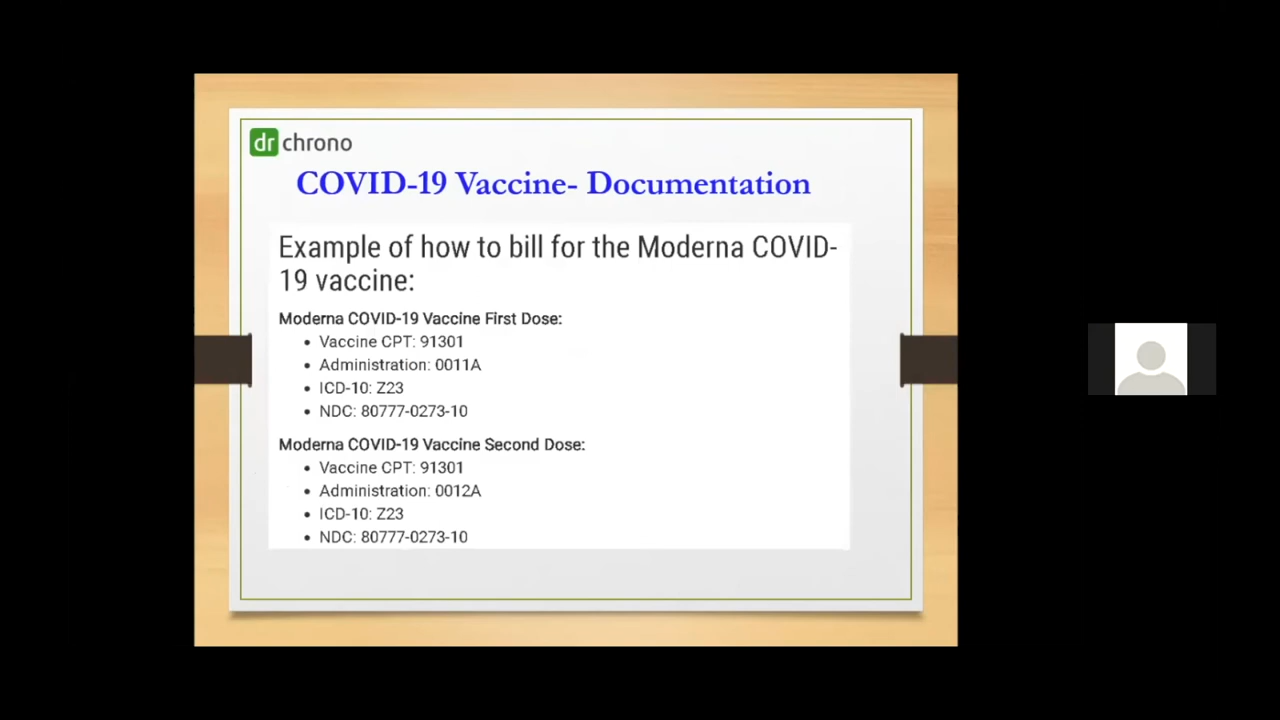 dr chrono
COVID-19 Vaccine- Documentation
Example of how to bill for the Moderna COVID-
19 vaccine:
Moderna COVID-19 Vaccine First Dose:
• Vaccine CPT: 91301
• Administration: 0011A
• ICD-10: Z23
• NDC: 80777-0273-10
Moderna COVID-19 Vaccine Second Dose:
• Vaccine CPT: 91301
• Administration: 0012A
• ICD-10: Z23
• NDC: 80777-0273-10